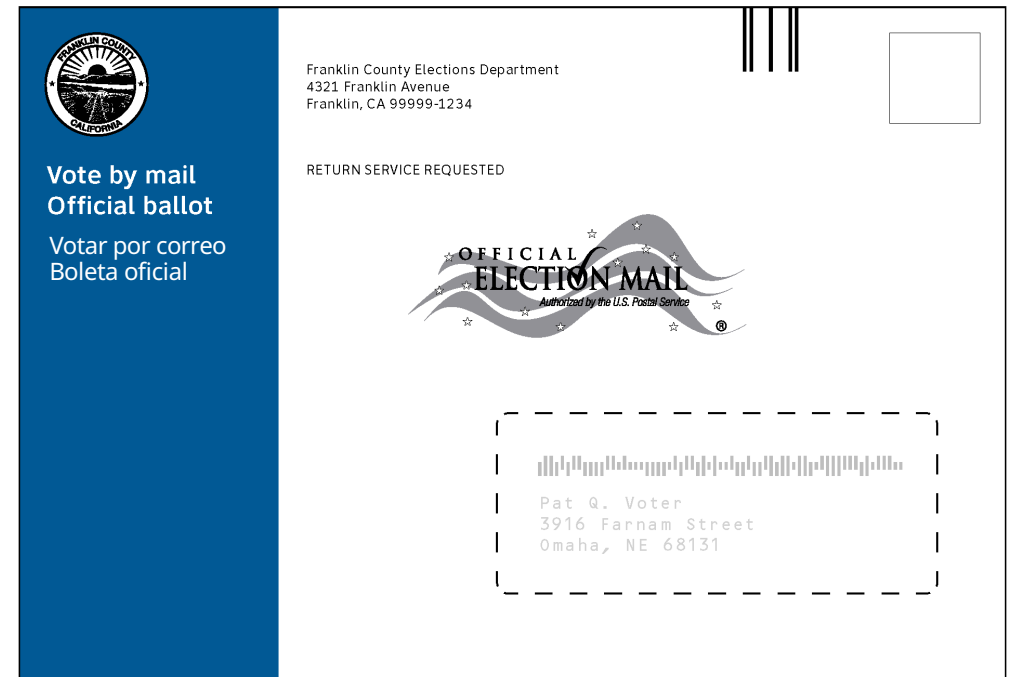 FRANKLIN COUNTY
CALIFORNIA
Vote by mail
Official ballot
Votar por correo
Boleta oficial
Franklin County Elections Department
4321 Franklin Avenue
Franklin, CA 99999-1234
RETURN SERVICE REQUESTED
OFFICIAL
ELECTION MAIL
Authorized by the U.S. Postal Service
®
Pat Q. Voter
3916 Farnam Street
Omaha, NE 68131